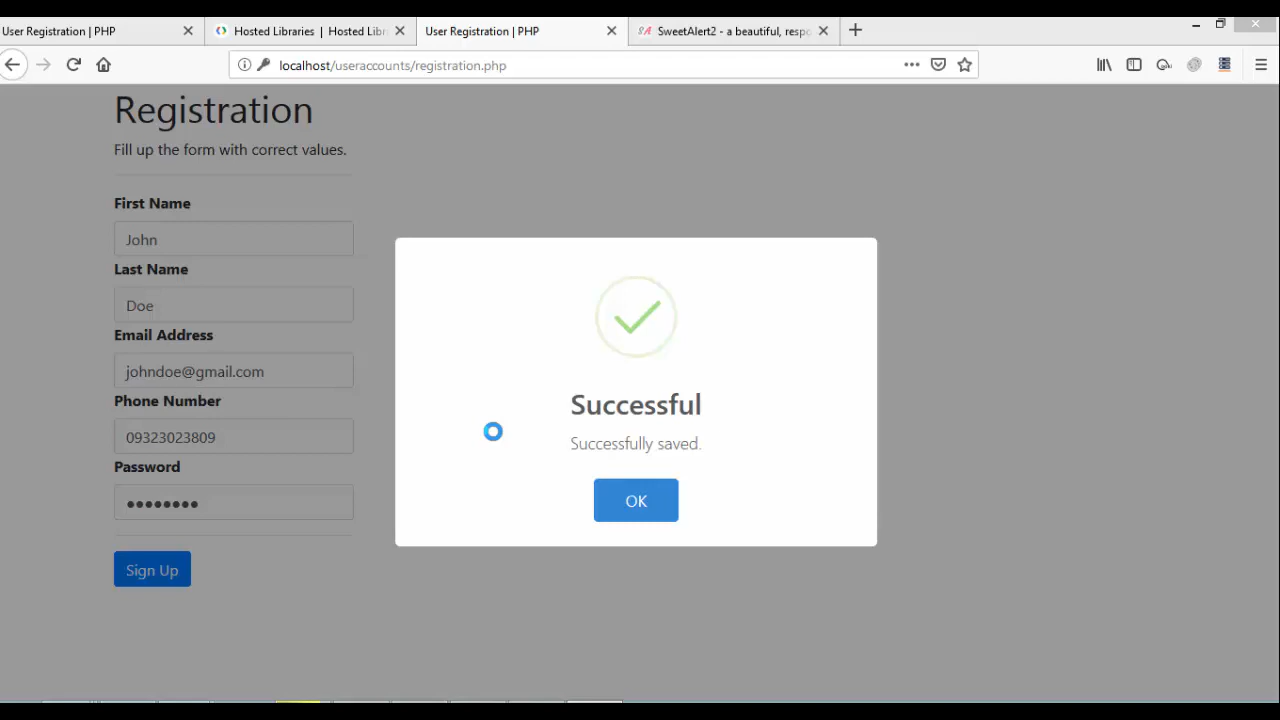 User Registration | PHP
Hosted Libraries | Hosted Libr
User Registration | PHP
SweetAlert2 - a beautiful, respo
localhost/useraccounts/registration.php
Registration
Fill up the form with correct values.
First Name
John
Last Name
Doe
Email Address
johndoe@gmail.com
Phone Number
09323023809
Password
Sign Up
Successful
Successfully saved.
OK